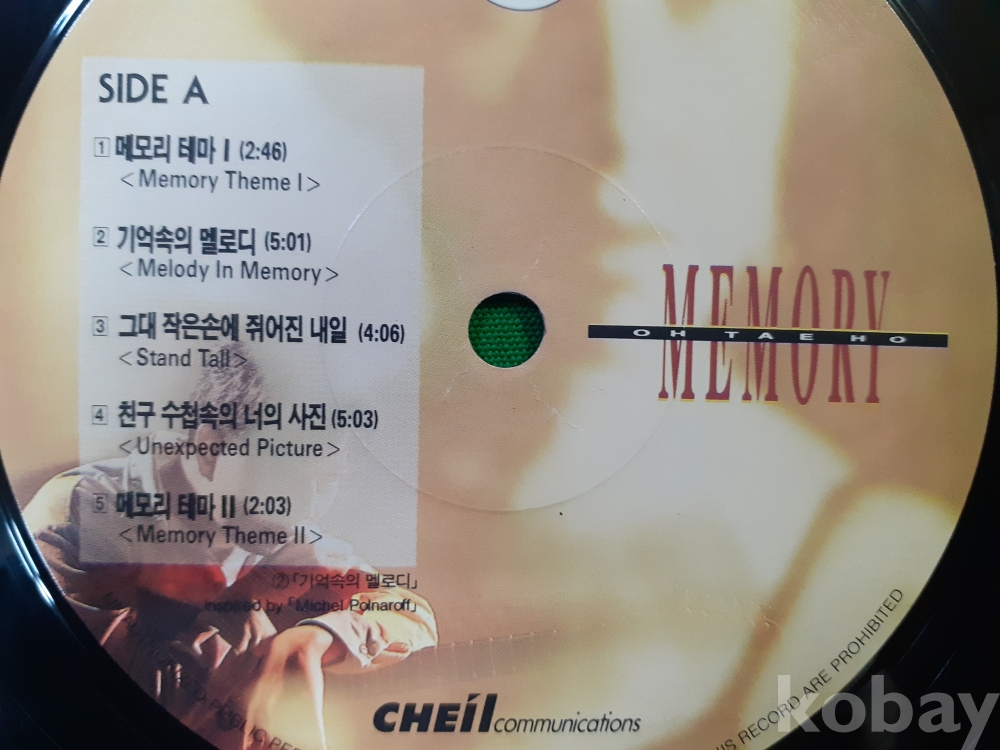 SIDE A
1 메모리 테마 I (2:46)
<Memory Theme I>
2 기억속의 멜로디 (5:01)
<Melody In Memory>
3 그대 작은손에 쥐어진 내일 (4:06)
<Stand Tall>
4 친구 수첩속의 너의 사진 (5:03)
<Unexpected Picture>
5 메모리 테마 II (2:03)
<Memory Theme II>
②「기억속의 멜로디」
inspired by「Michel Polnaroff」
MEMORY
OH TAE HO
CHEiL communications
PUBLIC
THIS RECORD ARE PROHIBITED
kobay